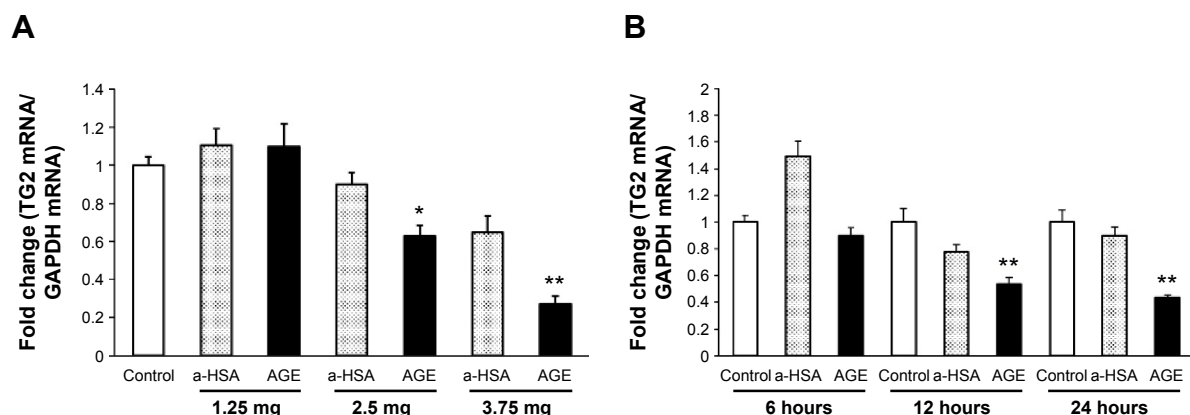 A
Fold change (TG2 mRNA/
GAPDH mRNA)
1.4
1.2
1
0.8
0.6
0.4
0.2
0
*
**
Control a-HSA AGE a-HSA AGE a-HSA AGE
1.25 mg 2.5 mg 3.75 mg
B
Fold change (TG2 mRNA/
GAPDH mRNA)
2
1.8
1.6
1.4
1.2
1
0.8
0.6
0.4
0.2
0
**
**
Control a-HSA AGE Control a-HSA AGE Control a-HSA AGE
6 hours 12 hours 24 hours